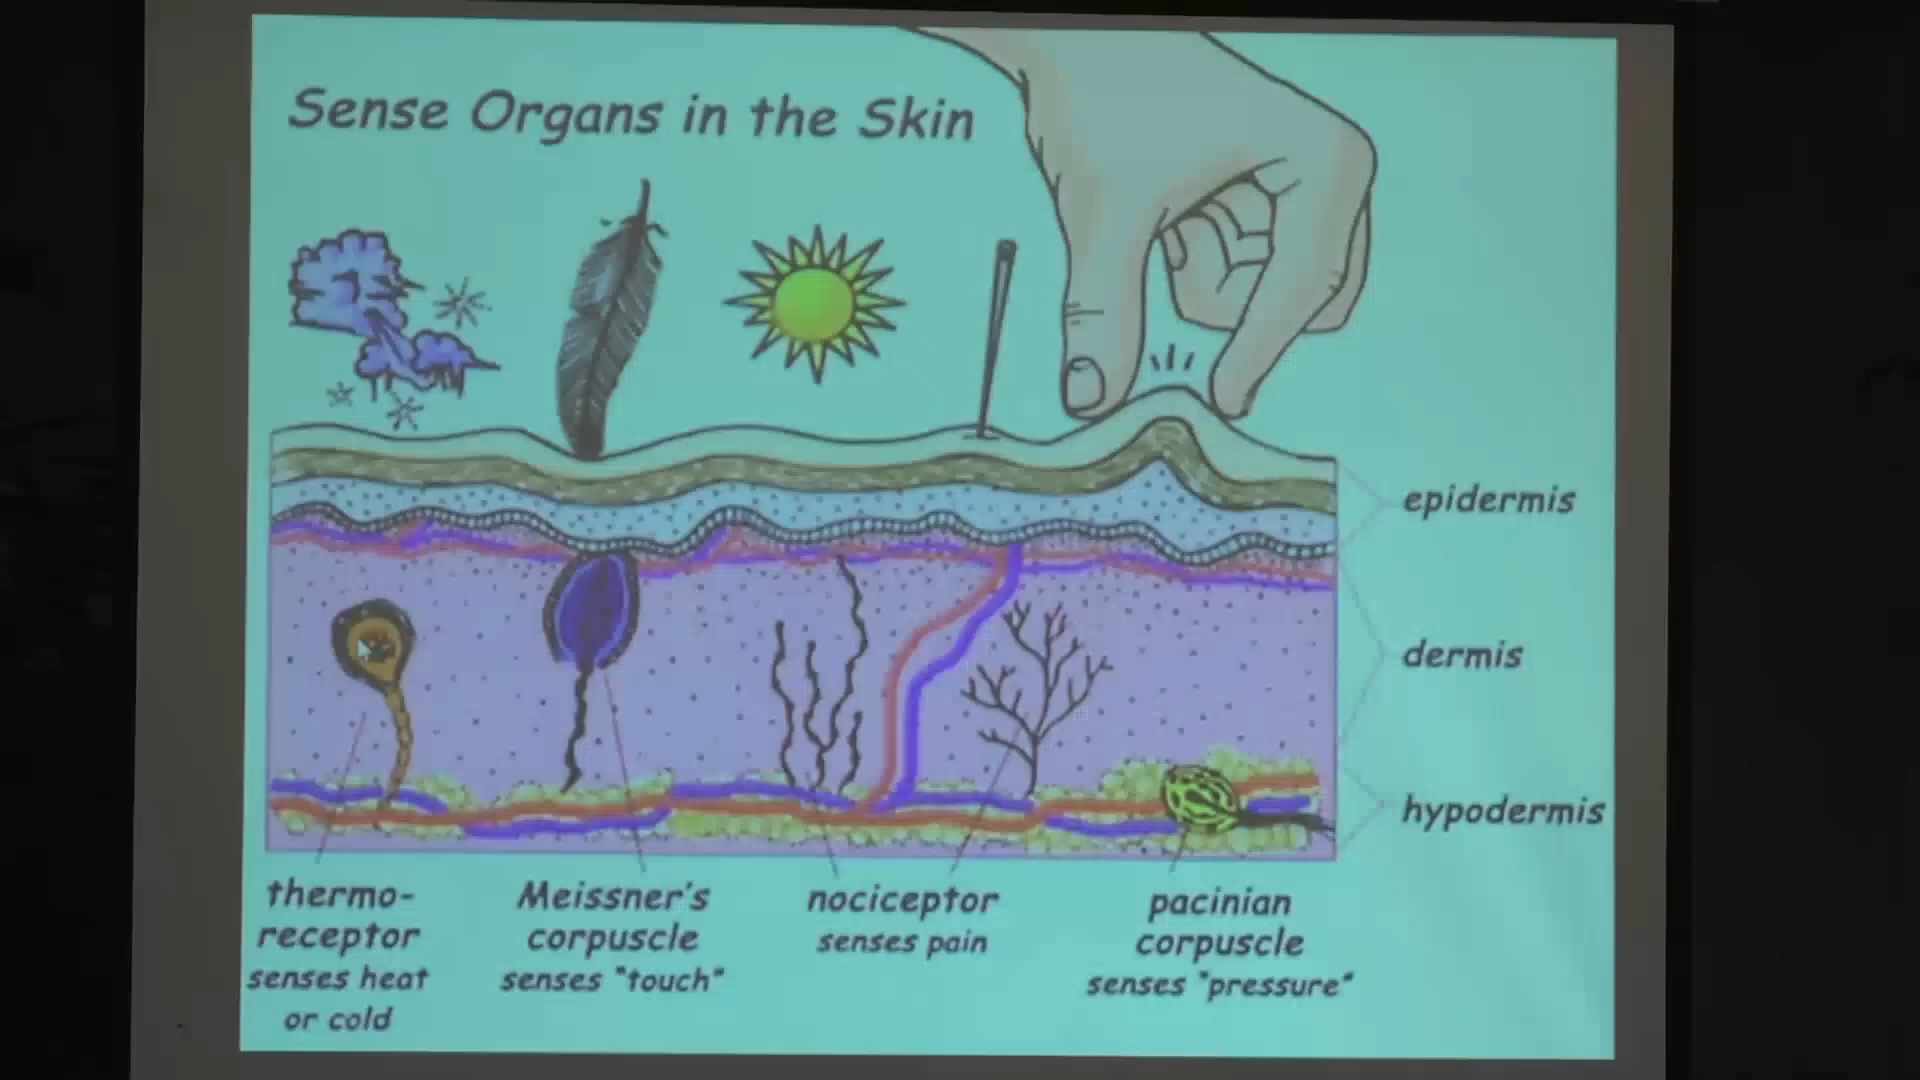 Sense Organs in the Skin
epidermis
dermis
hypodermis
thermo-
receptor
senses heat
or cold
Meissner's
corpuscle
senses "touch"
nociceptor
senses pain
pacinian
corpuscle
senses "pressure"